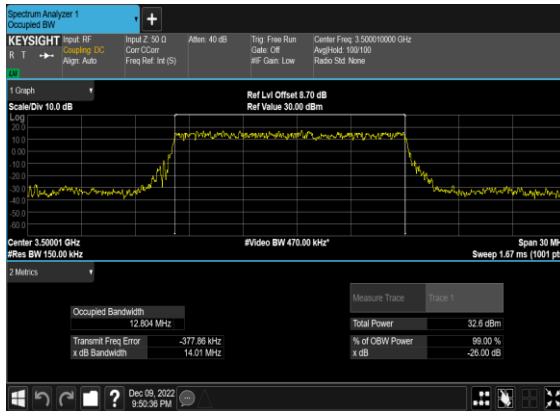 Spectrum Analyzer 1
Occupied BW
+
KEYSIGHT
R T
Input: RF
Coupling: DC
Align: Auto
Input Z: 50 Ω
Corr CCorr
Freq Ref: Int (S)
Atten: 40 dB
Trig: Free Run
Gate: Off
#IF Gain: Low
Center Freq: 3.500010000 GHz
Avg|Hold: 100/100
Radio Std: None
1 Graph
Scale/Div 10.0 dB
Ref Lvl Offset 8.70 dB
Ref Value 30.00 dBm
Log
20.0
10.0
0.00
-10.0
-20.0
-30.0
-40.0
-50.0
-60.0
Center 3.50001 GHz
#Res BW 150.00 kHz
#Video BW 470.00 kHz*
Span 30 MH
Sweep 1.67 ms (1001 pt
2 Metrics
Measure Trace Trace 1
Occupied Bandwidth
12.804 MHz
Total Power 32.6 dBm
Transmit Freq Error -377.86 kHz
% of OBW Power 99.00 %
x dB Bandwidth 14.01 MHz
x dB -26.00 dB
?
Dec 09, 2022
9:50:36 PM